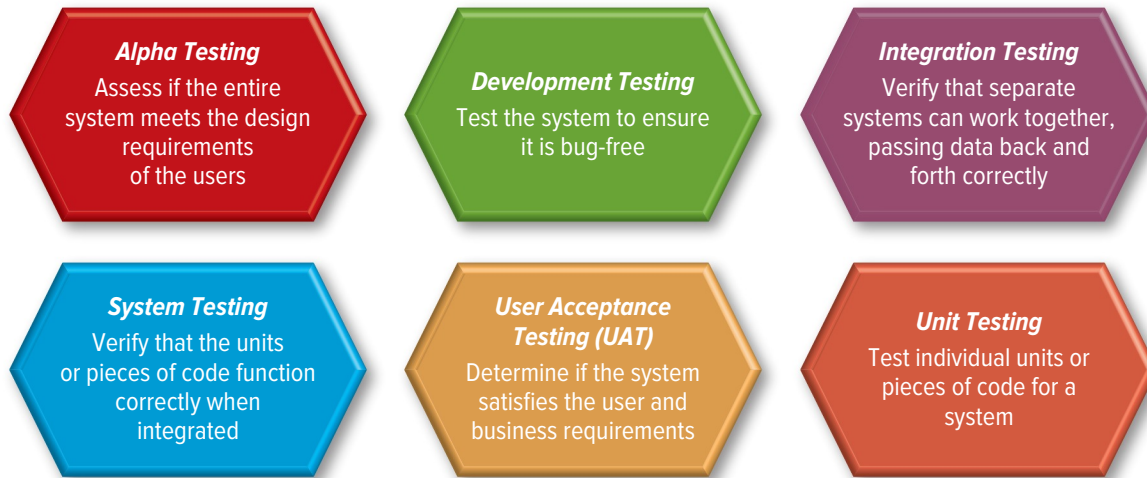 Alpha Testing
Assess if the entire
system meets the design
requirements
of the users
Development Testing
Test the system to ensure
it is bug-free
Integration Testing
Verify that separate
systems can work together,
passing data back and
forth correctly
System Testing
Verify that the units
or pieces of code function
correctly when
integrated
User Acceptance
Testing (UAT)
Determine if the system
satisfies the user and
business requirements
Unit Testing
Test individual units or
pieces of code for a
system